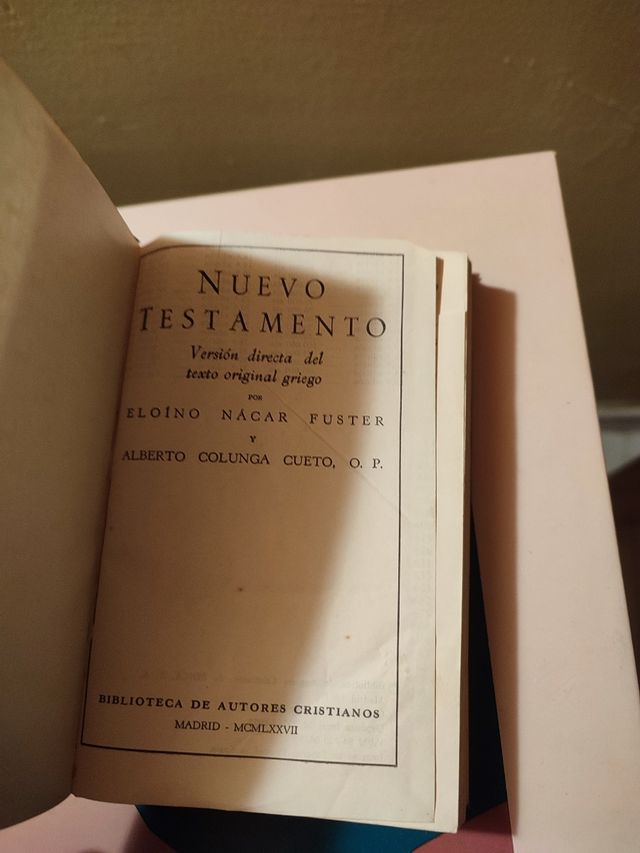 NUEVO
TESTAMENTO
Versión directa del
texto original griego
POR
ELOÍNO NÁCAR FUSTER
Y
ALBERTO COLUNGA CUETO, O. P.
BIBLIOTECA DE AUTORES CRISTIANOS
MADRID - MCMLXXVII